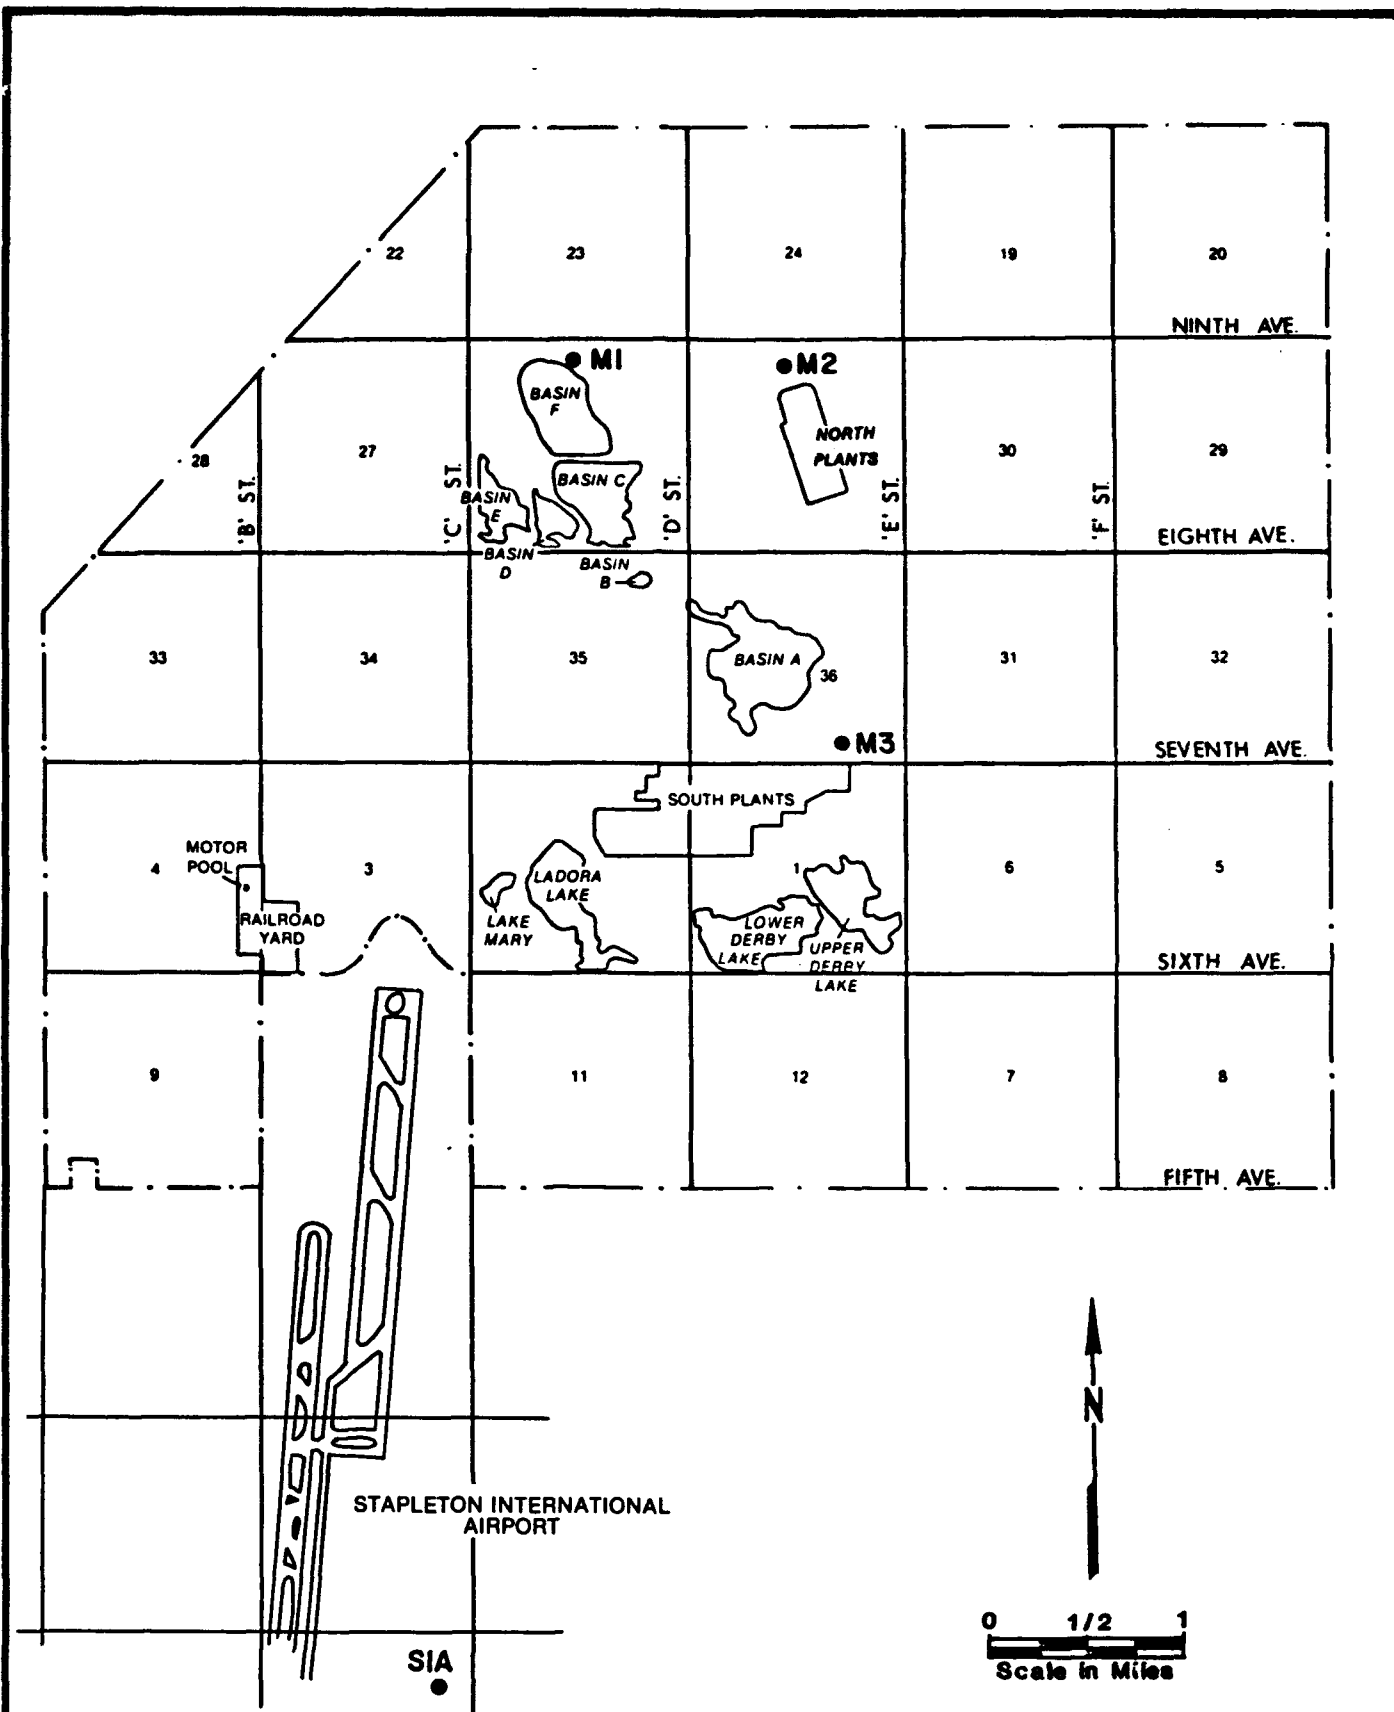 22
23
24
19
20
NINTH AVE.
M1
M2
BASIN
F
NORTH
PLANTS
28
27
30
29
'B' ST.
'C' ST.
'D' ST.
'E' ST.
'F' ST.
BASIN
E
BASIN C
EIGHTH AVE.
BASIN
D
BASIN
B
33
34
35
BASIN A
36
31
32
M3
SEVENTH AVE.
SOUTH PLANTS
MOTOR
POOL
4
3
RAILROAD
YARD
LADORA
LAKE
LAKE
MARY
1
LOWER
DERBY
LAKE
UPPER
DERBY
LAKE
6
5
SIXTH AVE.
9
11
12
7
8
FIFTH AVE.
N
STAPLETON INTERNATIONAL
AIRPORT
SIA
0 1/2 1
Scale in Miles